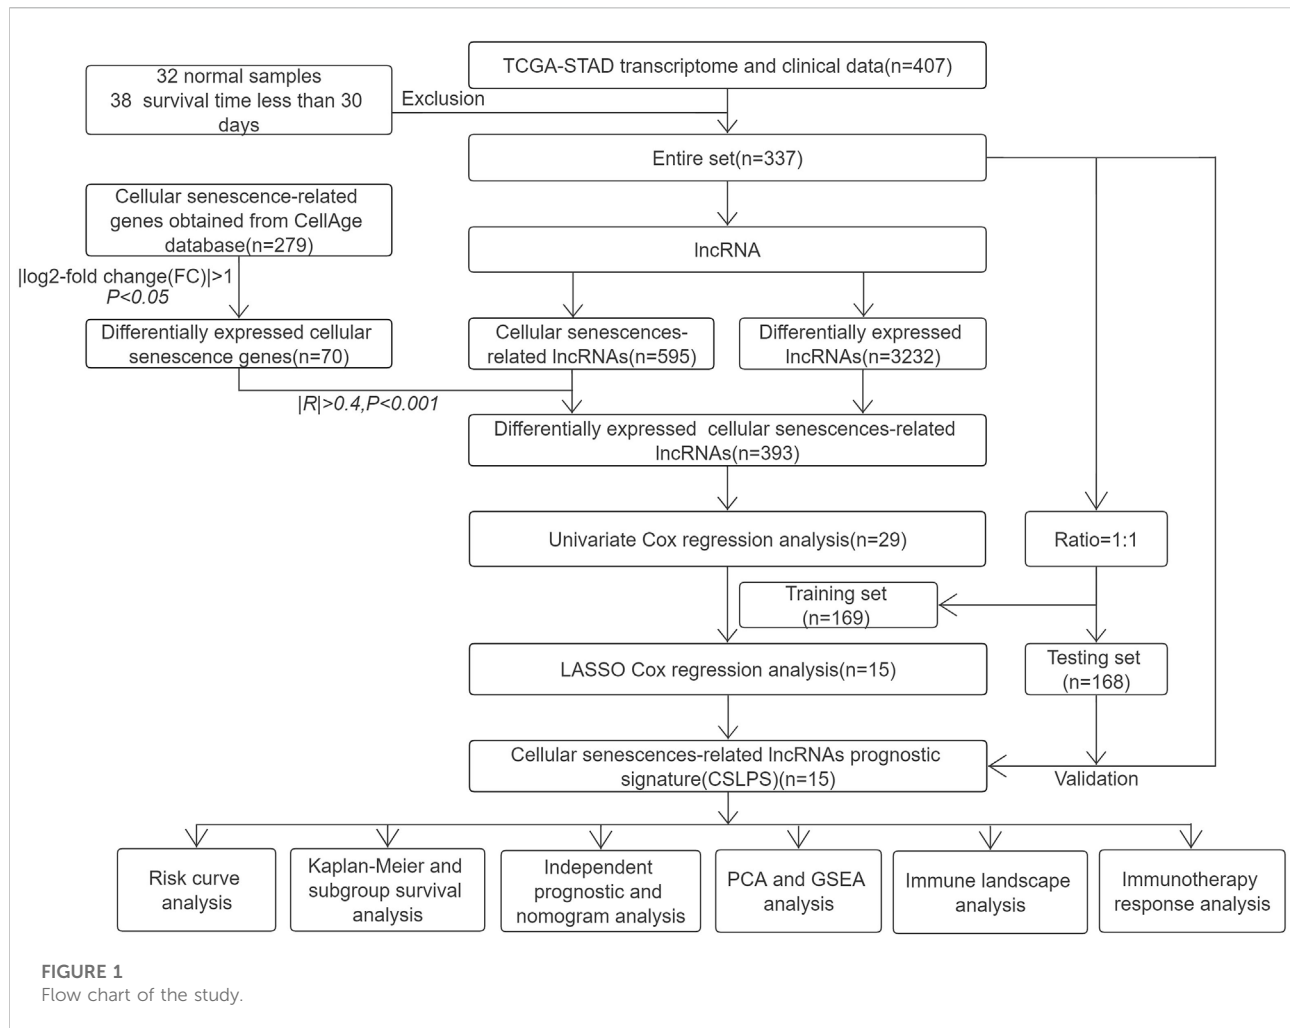 TCGA-STAD transcriptome and clinical data(n=407)
32 normal samples
38  survival time less than 30
days
Exclusion
Entire set(n=337)
Cellular senescence-related
genes obtained from CellAge
database(n=279)
lncRNA
|log2-fold change(FC)|>1
P<0.05
Differentially expressed cellular
senescence genes(n=70)
Cellular senescences-
related lncRNAs(n=595)
Differentially expressed
lncRNAs(n=3232)
|R|>0.4,P<0.001
Differentially expressed  cellular senescences-related
lncRNAs(n=393)
Univariate Cox regression analysis(n=29)
Ratio=1:1
Training set
(n=169)
LASSO Cox regression analysis(n=15)
Testing set
(n=168)
Cellular senescences-related lncRNAs prognostic
signature(CSLPS)(n=15)
Validation
Risk curve
analysis
Kaplan-Meier and
subgroup survival
analysis
Independent
prognostic and
nomogram analysis
PCA and GSEA
analysis
Immune landscape
analysis
Immunotherapy
response analysis
FIGURE 1
Flow chart of the study.